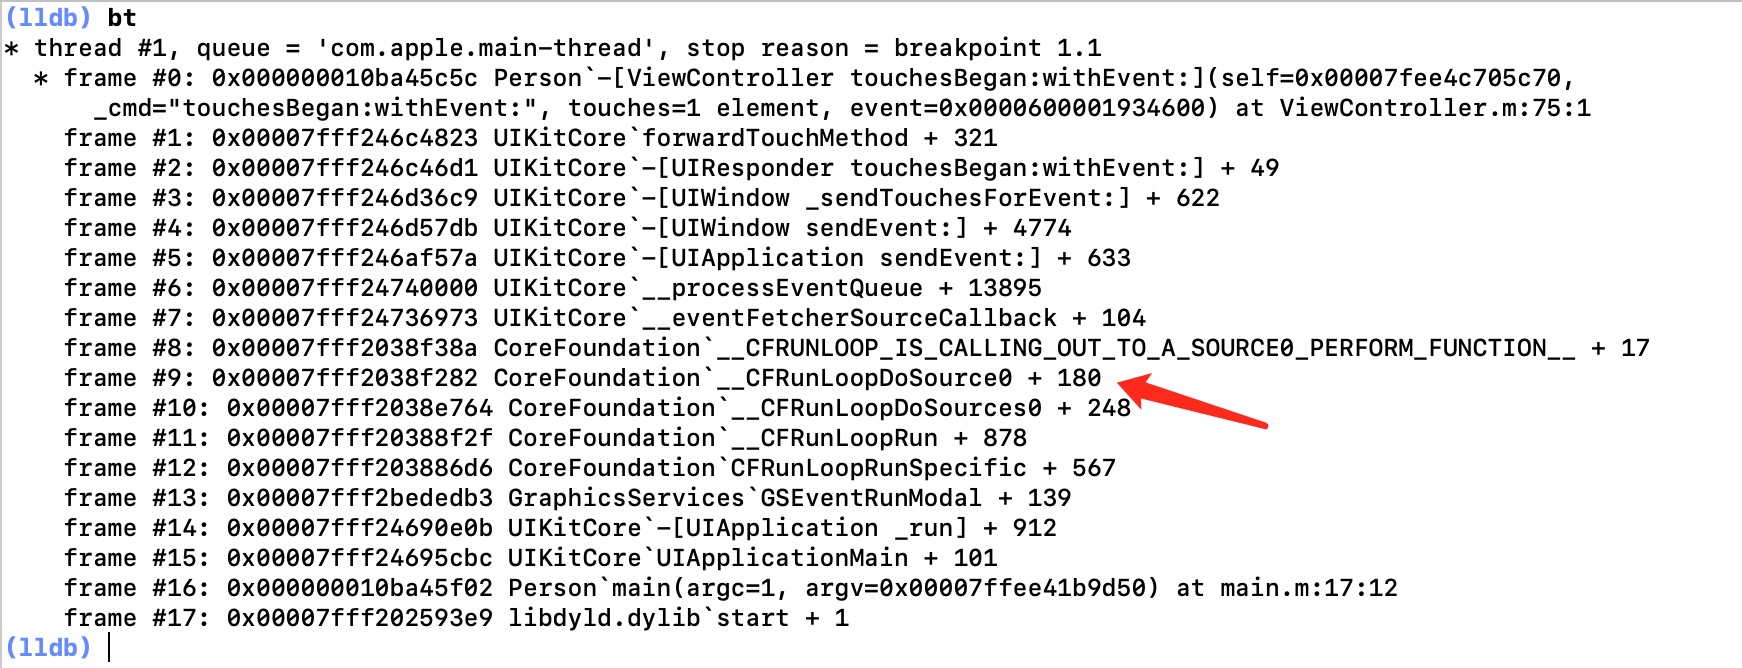 (lldb) bt
* thread #1, queue = 'com.apple.main-thread', stop reason = breakpoint 1.1
  * frame #0: 0x000000010ba45c5c Person`-[ViewController touchesBegan:withEvent:](self=0x00007fee4c705c70,
      _cmd="touchesBegan:withEvent:", touches=1 element, event=0x0000600001934600) at ViewController.m:75:1
    frame #1: 0x00007fff246c4823 UIKitCore`forwardTouchMethod + 321
    frame #2: 0x00007fff246c46d1 UIKitCore`-[UIResponder touchesBegan:withEvent:] + 49
    frame #3: 0x00007fff246d36c9 UIKitCore`-[UIWindow _sendTouchesForEvent:] + 622
    frame #4: 0x00007fff246d57db UIKitCore`-[UIWindow sendEvent:] + 4774
    frame #5: 0x00007fff246af57a UIKitCore`-[UIApplication sendEvent:] + 633
    frame #6: 0x00007fff24740000 UIKitCore`__processEventQueue + 13895
    frame #7: 0x00007fff24736973 UIKitCore`__eventFetcherSourceCallback + 104
    frame #8: 0x00007fff2038f38a CoreFoundation`__CFRUNLOOP_IS_CALLING_OUT_TO_A_SOURCE0_PERFORM_FUNCTION__ + 17
    frame #9: 0x00007fff2038f282 CoreFoundation`__CFRunLoopDoSource0 + 180
    frame #10: 0x00007fff2038e764 CoreFoundation`__CFRunLoopDoSources0 + 248
    frame #11: 0x00007fff20388f2f CoreFoundation`__CFRunLoopRun + 878
    frame #12: 0x00007fff203886d6 CoreFoundation`CFRunLoopRunSpecific + 567
    frame #13: 0x00007fff2bededb3 GraphicsServices`GSEventRunModal + 139
    frame #14: 0x00007fff24690e0b UIKitCore`-[UIApplication _run] + 912
    frame #15: 0x00007fff24695cbc UIKitCore`UIApplicationMain + 101
    frame #16: 0x000000010ba45f02 Person`main(argc=1, argv=0x00007ffee41b9d50) at main.m:17:12
    frame #17: 0x00007fff202593e9 libdyld.dylib`start + 1
(lldb)